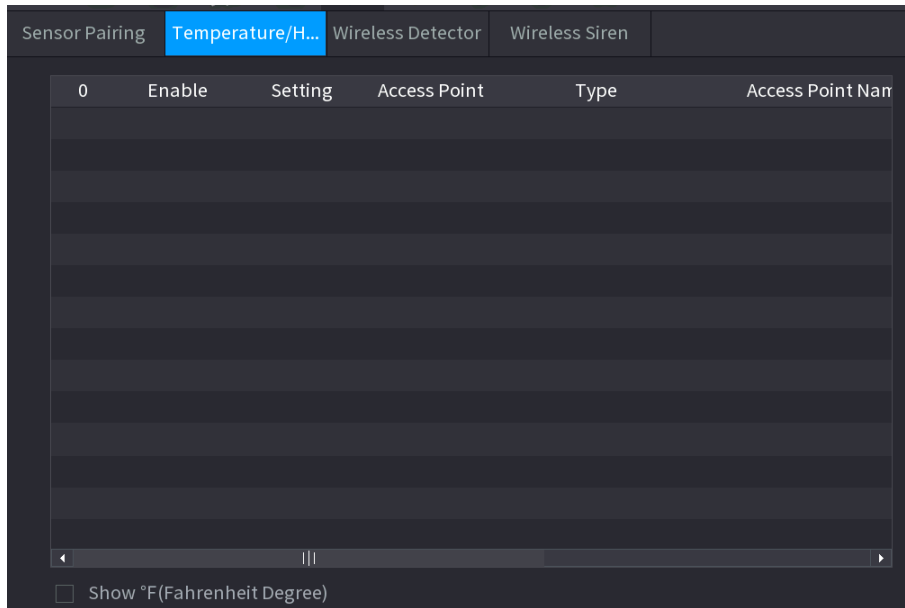 Sensor Pairing Temperature/H... Wireless Detector Wireless Siren
0 Enable Setting Access Point Type Access Point Nam
Show °F(Fahrenheit Degree)